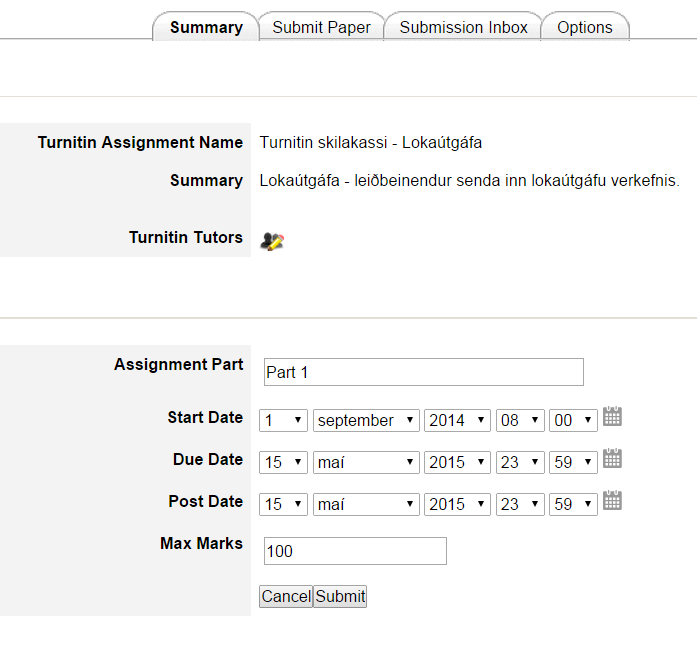 Summary Submit Paper Submission Inbox Options
Turnitin Assignment Name Turnitin skilakassi - Lokaútgáfa
Summary Lokaútgáfa - leiðbeinendur senda inn lokaútgáfu verkefnis.
Turnitin Tutors
Assignment Part Part 1
Start Date 1 september 2014 08 00
Due Date 15 maí 2015 23 59
Post Date 15 maí 2015 23 59
Max Marks 100
Cancel Submit